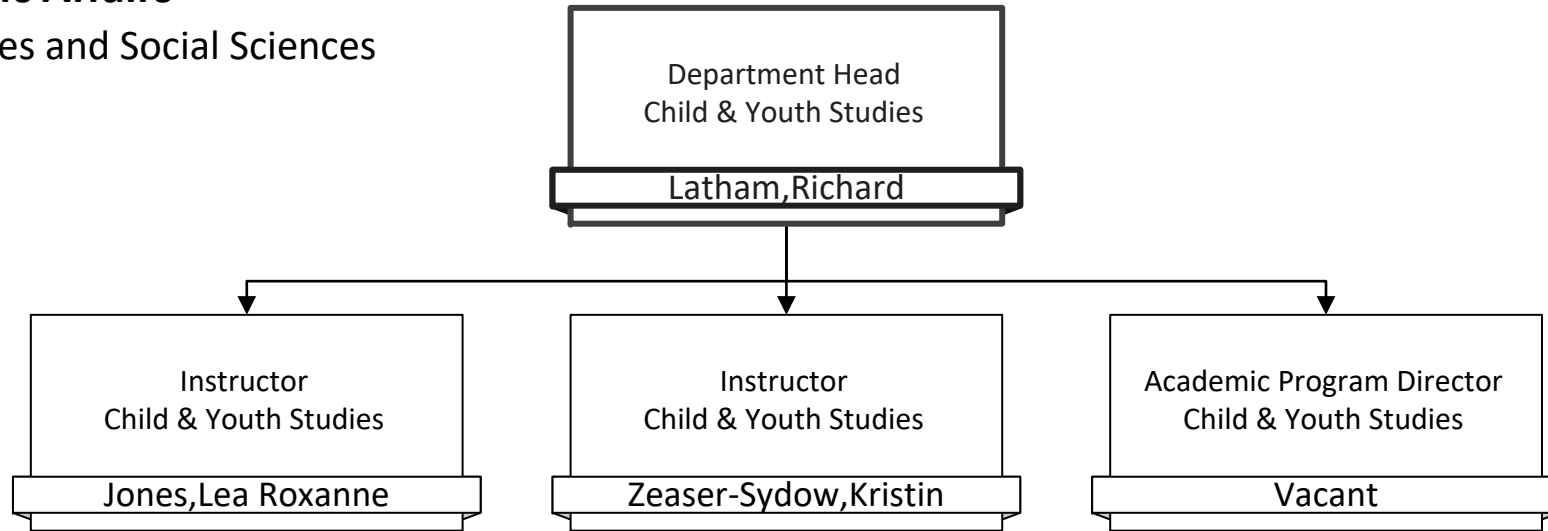 es and Social Sciences
Department Head
Child & Youth Studies
Latham,Richard
Instructor
Child & Youth Studies
Jones,Lea Roxanne
Instructor
Child & Youth Studies
Zeaser-Sydow,Kristin
Academic Program Director
Child & Youth Studies
Vacant